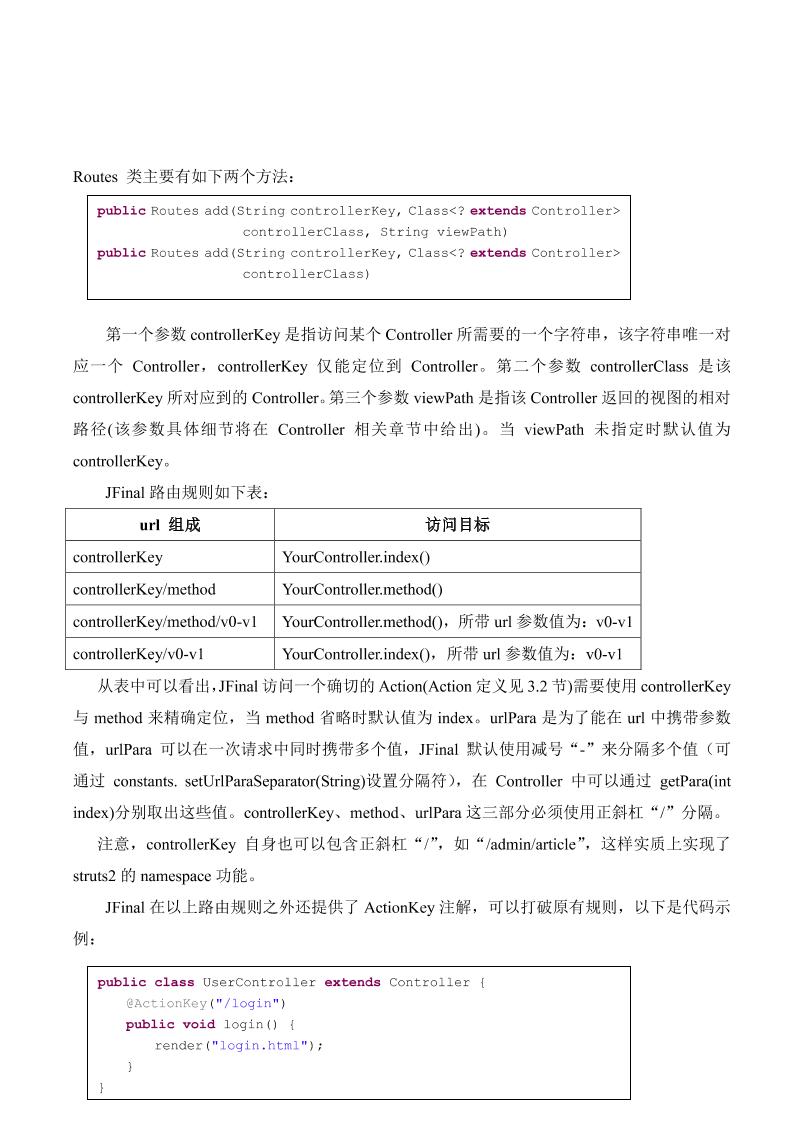 Routes 类主要有如下两个方法：
public Routes add(String controllerKey, Class<? extends Controller>
controllerClass, String viewPath)
public Routes add(String controllerKey, Class<? extends Controller>
controllerClass)
第一个参数 controllerKey 是指访问某个 Controller 所需要的一个字符串，该字符串唯一对
应一个 Controller，controllerKey 仅能定位到 Controller。第二个参数 controllerClass 是该
controllerKey 所对应到的 Controller。第三个参数 viewPath 是指该 Controller 返回的视图的相对
路径(该参数具体细节将在 Controller 相关章节中给出)。当 viewPath 未指定时默认值为
controllerKey。
JFinal 路由规则如下表：
url 组成 访问目标
controllerKey YourController.index()
controllerKey/method YourController.method()
controllerKey/method/v0-v1 YourController.method()，所带 url 参数值为：v0-v1
controllerKey/v0-v1 YourController.index()，所带 url 参数值为：v0-v1
从表中可以看出，JFinal 访问一个确切的 Action(Action 定义见 3.2 节)需要使用 controllerKey
与 method 来精确定位，当 method 省略时默认值为 index。urlPara 是为了能在 url 中携带参数
值，urlPara 可以在一次请求中同时携带多个值，JFinal 默认使用减号“-”来分隔多个值（可
通过 constants. setUrlParaSeparator(String)设置分隔符），在 Controller 中可以通过 getPara(int
index)分别取出这些值。controllerKey、method、urlPara 这三部分必须使用正斜杠“/”分隔。
注意，controllerKey 自身也可以包含正斜杠“/”，如“/admin/article”，这样实质上实现了
struts2 的 namespace 功能。
JFinal 在以上路由规则之外还提供了 ActionKey 注解，可以打破原有规则，以下是代码示
例：
public class UserController extends Controller {
@ActionKey("/login")
public void login() {
render("login.html");
}
}